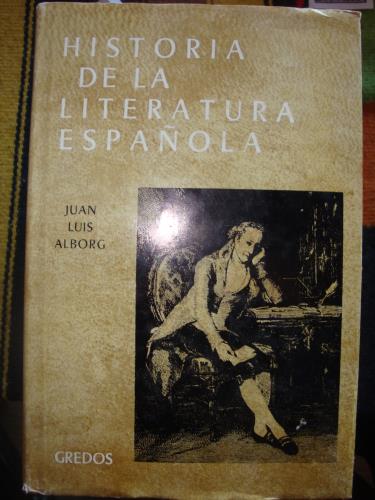 HISTORIA
DE LA
LITERATURA
ESPAÑOLA
JUAN
LUIS
ALBORG
GREDOS